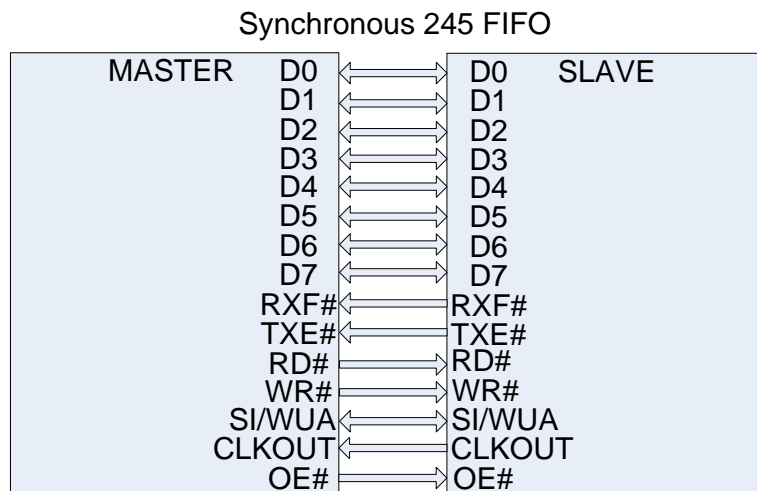 Synchronous 245 FIFO
MASTER D0 D0 SLAVE
D1 D1
D2 D2
D3 D3
D4 D4
D5 D5
D6 D6
D7 D7
RXF# RXF#
TXE# TXE#
RD# RD#
WR# WR#
SI/WUA SI/WUA
CLKOUT CLKOUT
OE# OE#